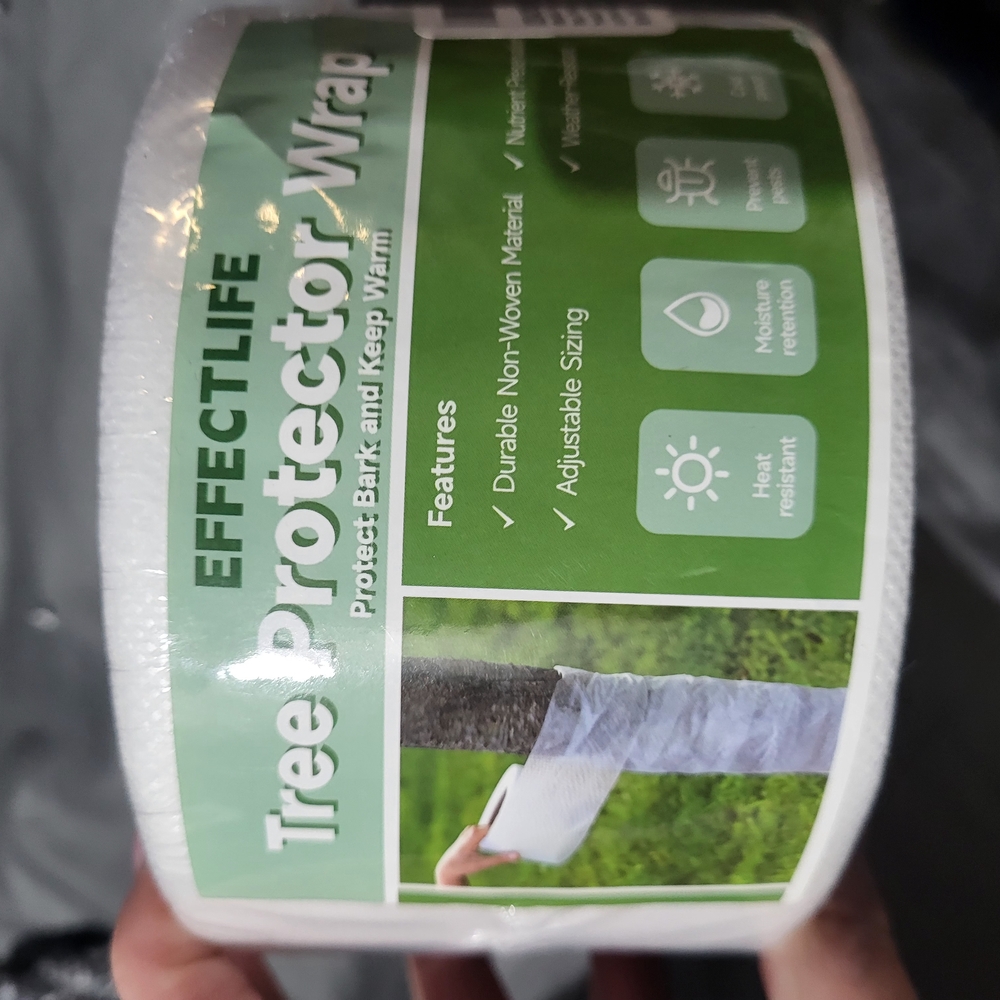 EFFECTLIFE
Tree Protector Wrap
Protect Bark and Keep Warm
Features
✓ Durable Non-Woven Material ✓ Nutrient
✓ Adjustable Sizing ✓
Heat
resistant
Moisture
retention
Prevent
pests